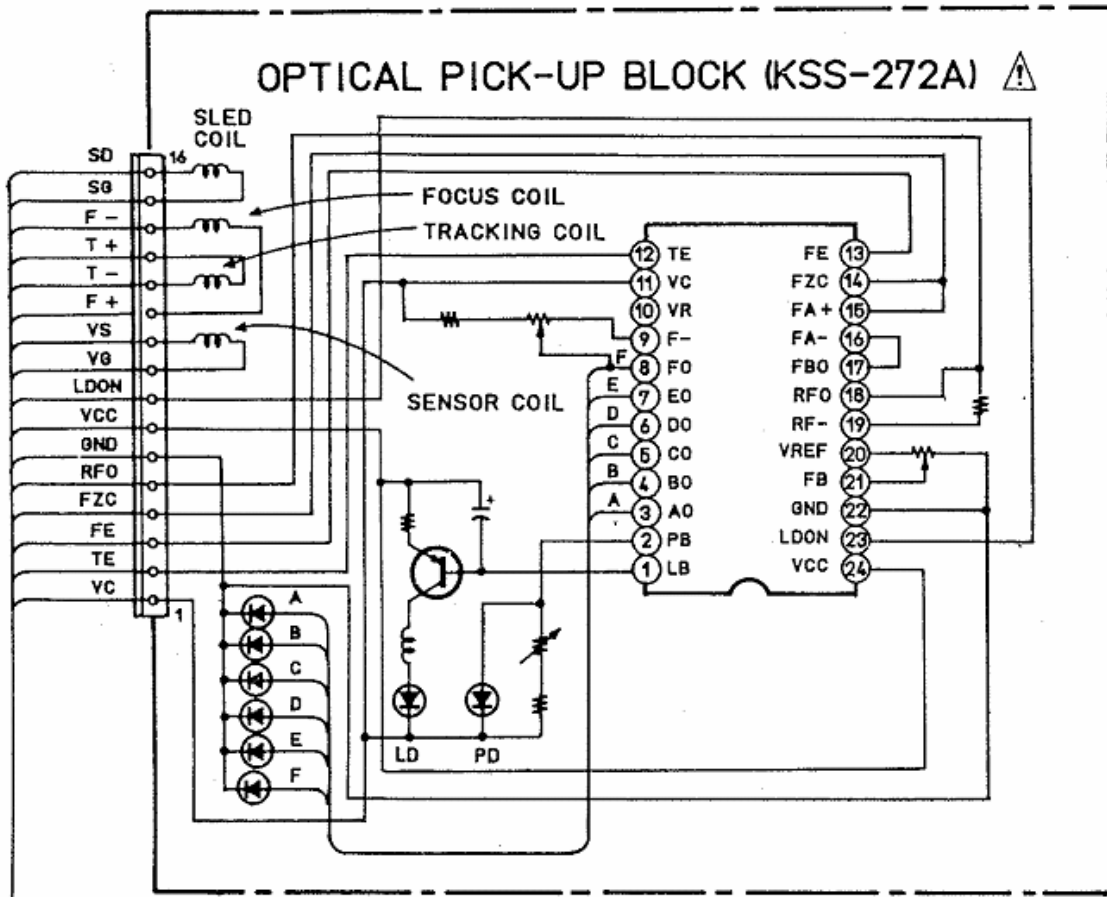 OPTICAL PICK-UP BLOCK (KSS-272A)
SLED
COIL
FOCUS COIL
TRACKING COIL
SENSOR COIL
16
SD
SG
F -
T +
T -
F +
VS
VG
LDON
VCC
GND
RFO
FZC
FE
TE
VC
1
12 TE
11 VC
10 VR
9 F-
8 FO
7 EO
6 DO
5 CO
4 BO
3 AO
2 PB
1 LB
FE 13
FZC 14
FA+ 15
FA- 16
FBO 17
RFO 18
RF- 19
VREF 20
FB 21
GND 22
LDON 23
VCC 24
F
E
D
C
B
A
+
A
B
C
D
E
F
LD PD